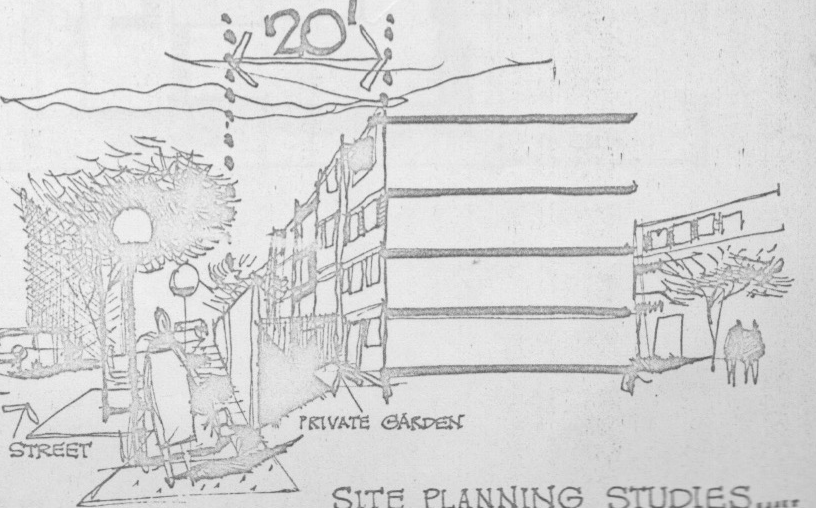 20'
PRIVATE GARDEN
STREET
SITE PLANNING STUDIES....